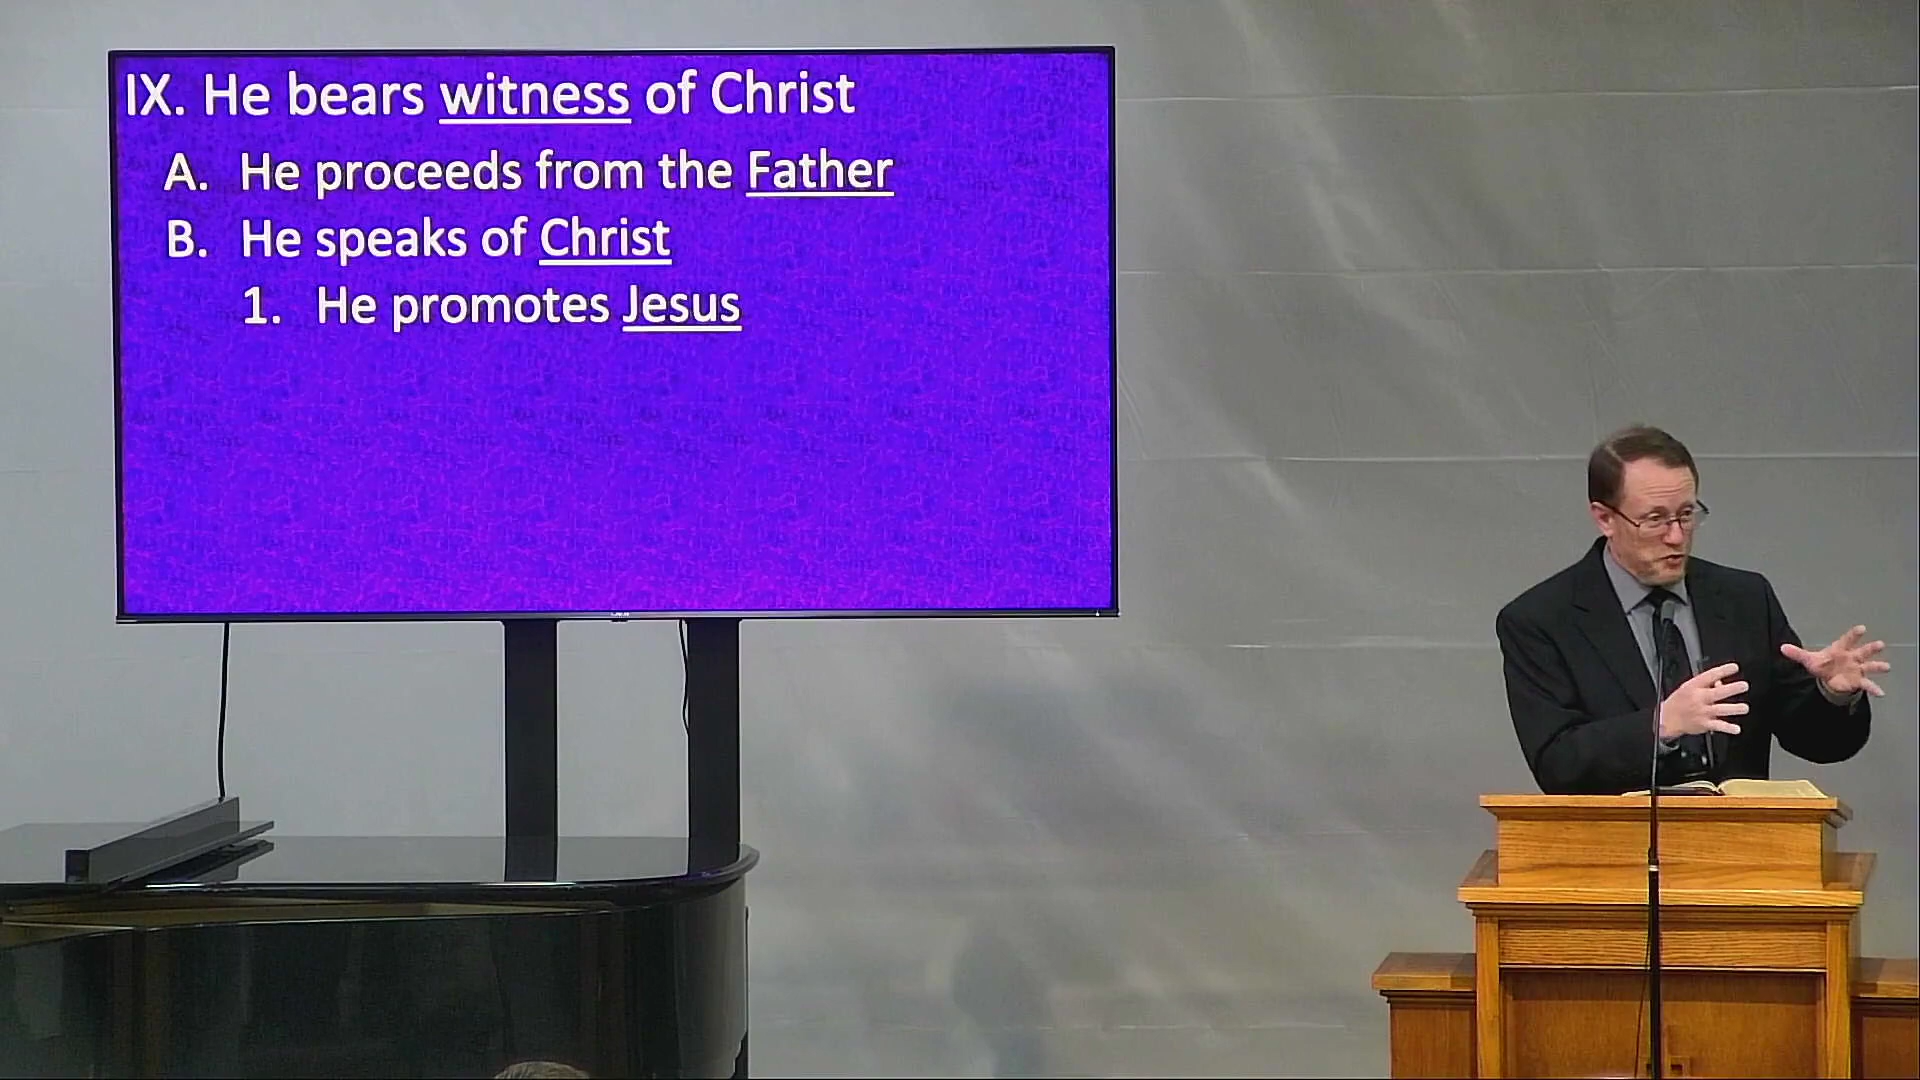 IX. He bears witness of Christ
A. He proceeds from the Father
B. He speaks of Christ
1. He promotes Jesus